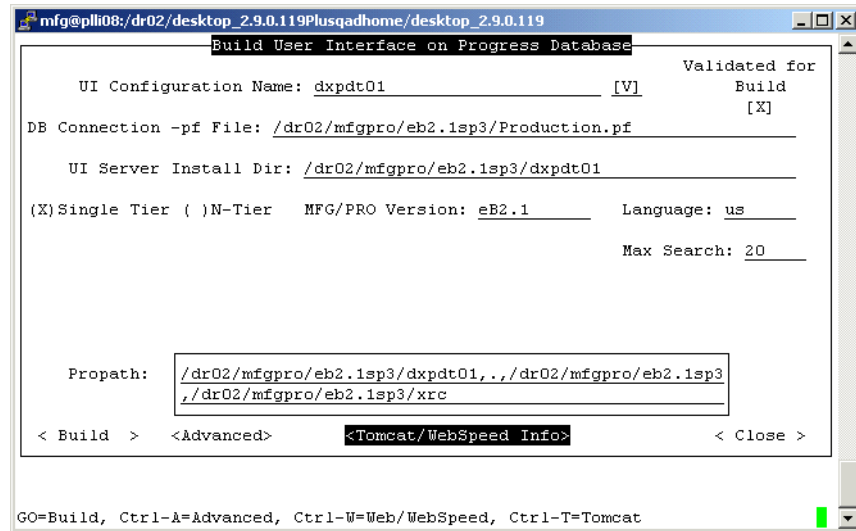 mfg@plli08:/dr02/desktop_2.9.0.119Plusqadhome/desktop_2.9.0.119
Build User Interface on Progress Database
Validated for
UI Configuration Name: dxpdt01 [V] Build
[X]
DB Connection -pf File: /dr02/mfgpro/eb2.1sp3/Production.pf
UI Server Install Dir: /dr02/mfgpro/eb2.1sp3/dxpdt01
(X)Single Tier ( )N-Tier MFG/PRO Version: eB2.1 Language: us
Max Search: 20
Propath: /dr02/mfgpro/eb2.1sp3/dxpdt01,.,/dr02/mfgpro/eb2.1sp3
,/dr02/mfgpro/eb2.1sp3/xrc
< Build > <Advanced> <Tomcat/WebSpeed Info> < Close >
GO=Build, Ctrl-A=Advanced, Ctrl-W=Web/WebSpeed, Ctrl-T=Tomcat